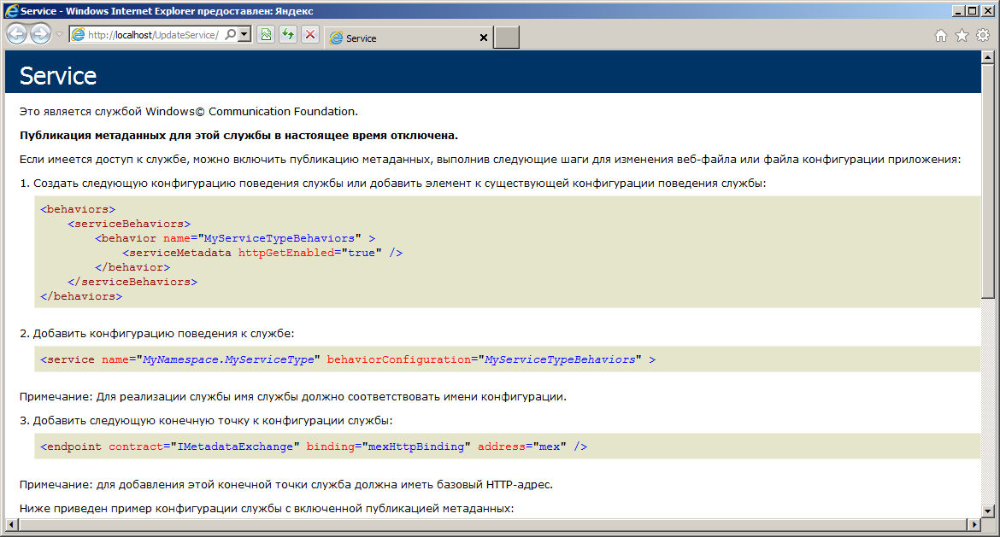 Service - Windows Internet Explorer предоставлен: Яндекс
http://localhost/UpdateService/
Service
Service
Это является службой Windows© Communication Foundation.
Публикация метаданных для этой службы в настоящее время отключена.
Если имеется доступ к службе, можно включить публикацию метаданных, выполнив следующие шаги для изменения веб-файла или файла конфигурации приложения:
1. Создать следующую конфигурацию поведения службы или добавить элемент к существующей конфигурации поведения службы:
<behaviors>
<serviceBehaviors>
<behavior name="MyServiceTypeBehaviors" >
<serviceMetadata httpGetEnabled="true" />
</behavior>
</serviceBehaviors>
</behaviors>
2. Добавить конфигурацию поведения к службе:
<service name="MyNamespace.MyServiceType" behaviorConfiguration="MyServiceTypeBehaviors" >
Примечание: Для реализации службы имя службы должно соответствовать имени конфигурации.
3. Добавить следующую конечную точку к конфигурации службы:
<endpoint contract="IMetadataExchange" binding="mexHttpBinding" address="mex" />
Примечание: для добавления этой конечной точки служба должна иметь базовый HTTP-адрес.
Ниже приведен пример конфигурации службы с включенной публикацией метаданных: